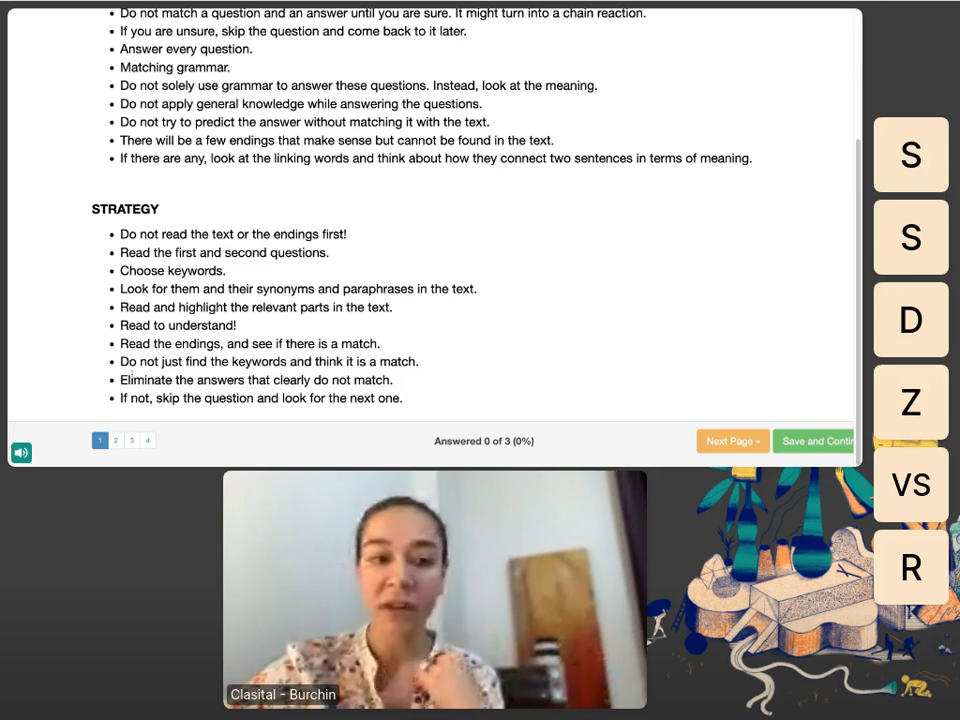 Do not match a question and an answer until you are sure. It might turn into a chain reaction.
If you are unsure, skip the question and come back to it later.
Answer every question.
Matching grammar.
Do not solely use grammar to answer these questions. Instead, look at the meaning.
Do not apply general knowledge while answering the questions.
Do not try to predict the answer without matching it with the text.
There will be a few endings that make sense but cannot be found in the text.
If there are any, look at the linking words and think about how they connect two sentences in terms of meaning.
STRATEGY
Do not read the text or the endings first!
Read the first and second questions.
Choose keywords.
Look for them and their synonyms and paraphrases in the text.
Read and highlight the relevant parts in the text.
Read to understand!
Read the endings, and see if there is a match.
Do not just find the keywords and think it is a match.
Eliminate the answers that clearly do not match.
If not, skip the question and look for the next one.
1 2 3 4
Answered 0 of 3 (0%)
Next Page »
Save and Contin
S
S
D
Z
VS
R
Clasital - Burchin